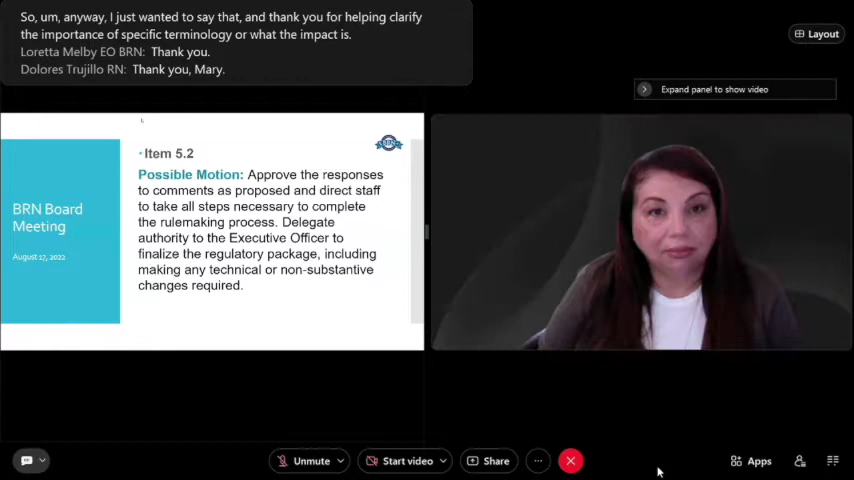 So, um, anyway, I just wanted to say that, and thank you for helping clarify
the importance of specific terminology or what the impact is.
Loretta Melby EO BRN: Thank you.
Dolores Trujillo RN: Thank you, Mary.
Layout
Expand panel to show video
BRN Board
Meeting
August 17, 2022
• Item 5.2
BRN
Possible Motion: Approve the responses
to comments as proposed and direct staff
to take all steps necessary to complete
the rulemaking process. Delegate
authority to the Executive Officer to
finalize the regulatory package, including
making any technical or non-substantive
changes required.
Unmute
Start video
Share
Apps